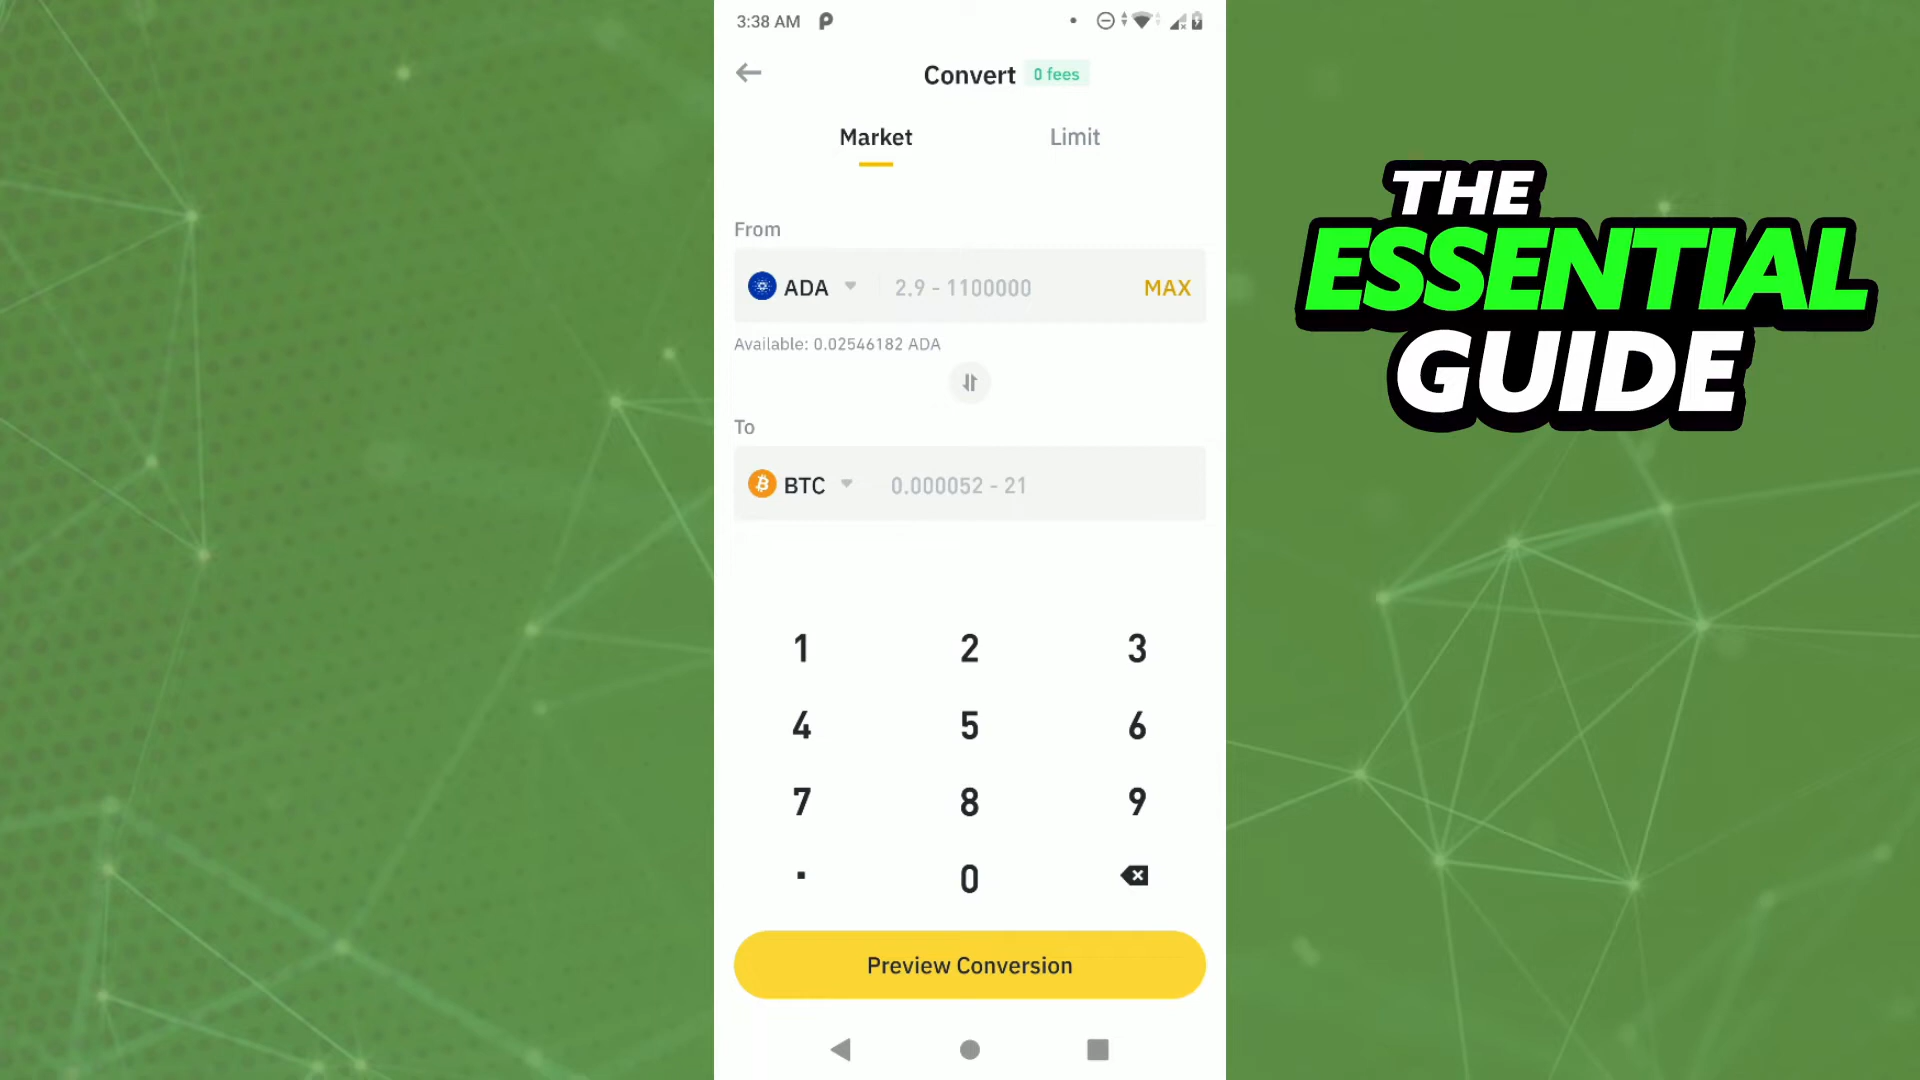 3:38 AM
Convert 0 fees
Market Limit
From
ADA 2.9 - 1100000 MAX
Available: 0.02546182 ADA
To
BTC 0.000052 - 21
1 2 3
4 5 6
7 8 9
. 0
Preview Conversion
THE
ESSENTIAL
GUIDE